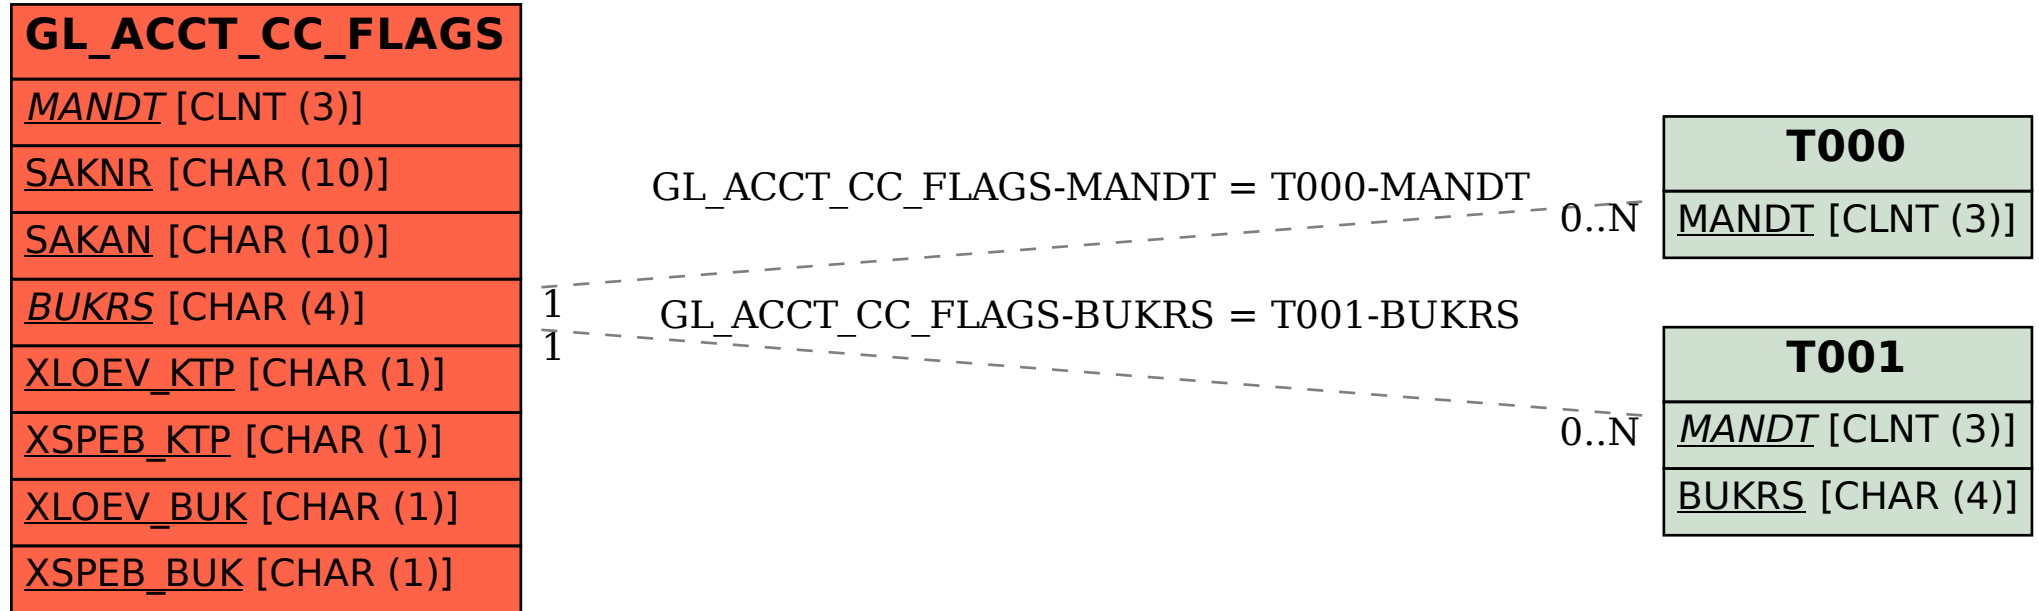 GL_ACCT_CC_FLAGS
MANDT [CLNT (3)]
SAKNR [CHAR (10)]
SAKAN [CHAR (10)]
BUKRS [CHAR (4)]
XLOEV_KTP [CHAR (1)]
XSPEB_KTP [CHAR (1)]
XLOEV_BUK [CHAR (1)]
XSPEB_BUK [CHAR (1)]
GL_ACCT_CC_FLAGS-MANDT = T000-MANDT
0..N
1
GL_ACCT_CC_FLAGS-BUKRS = T001-BUKRS
1
0..N
T000
MANDT [CLNT (3)]
T001
MANDT [CLNT (3)]
BUKRS [CHAR (4)]